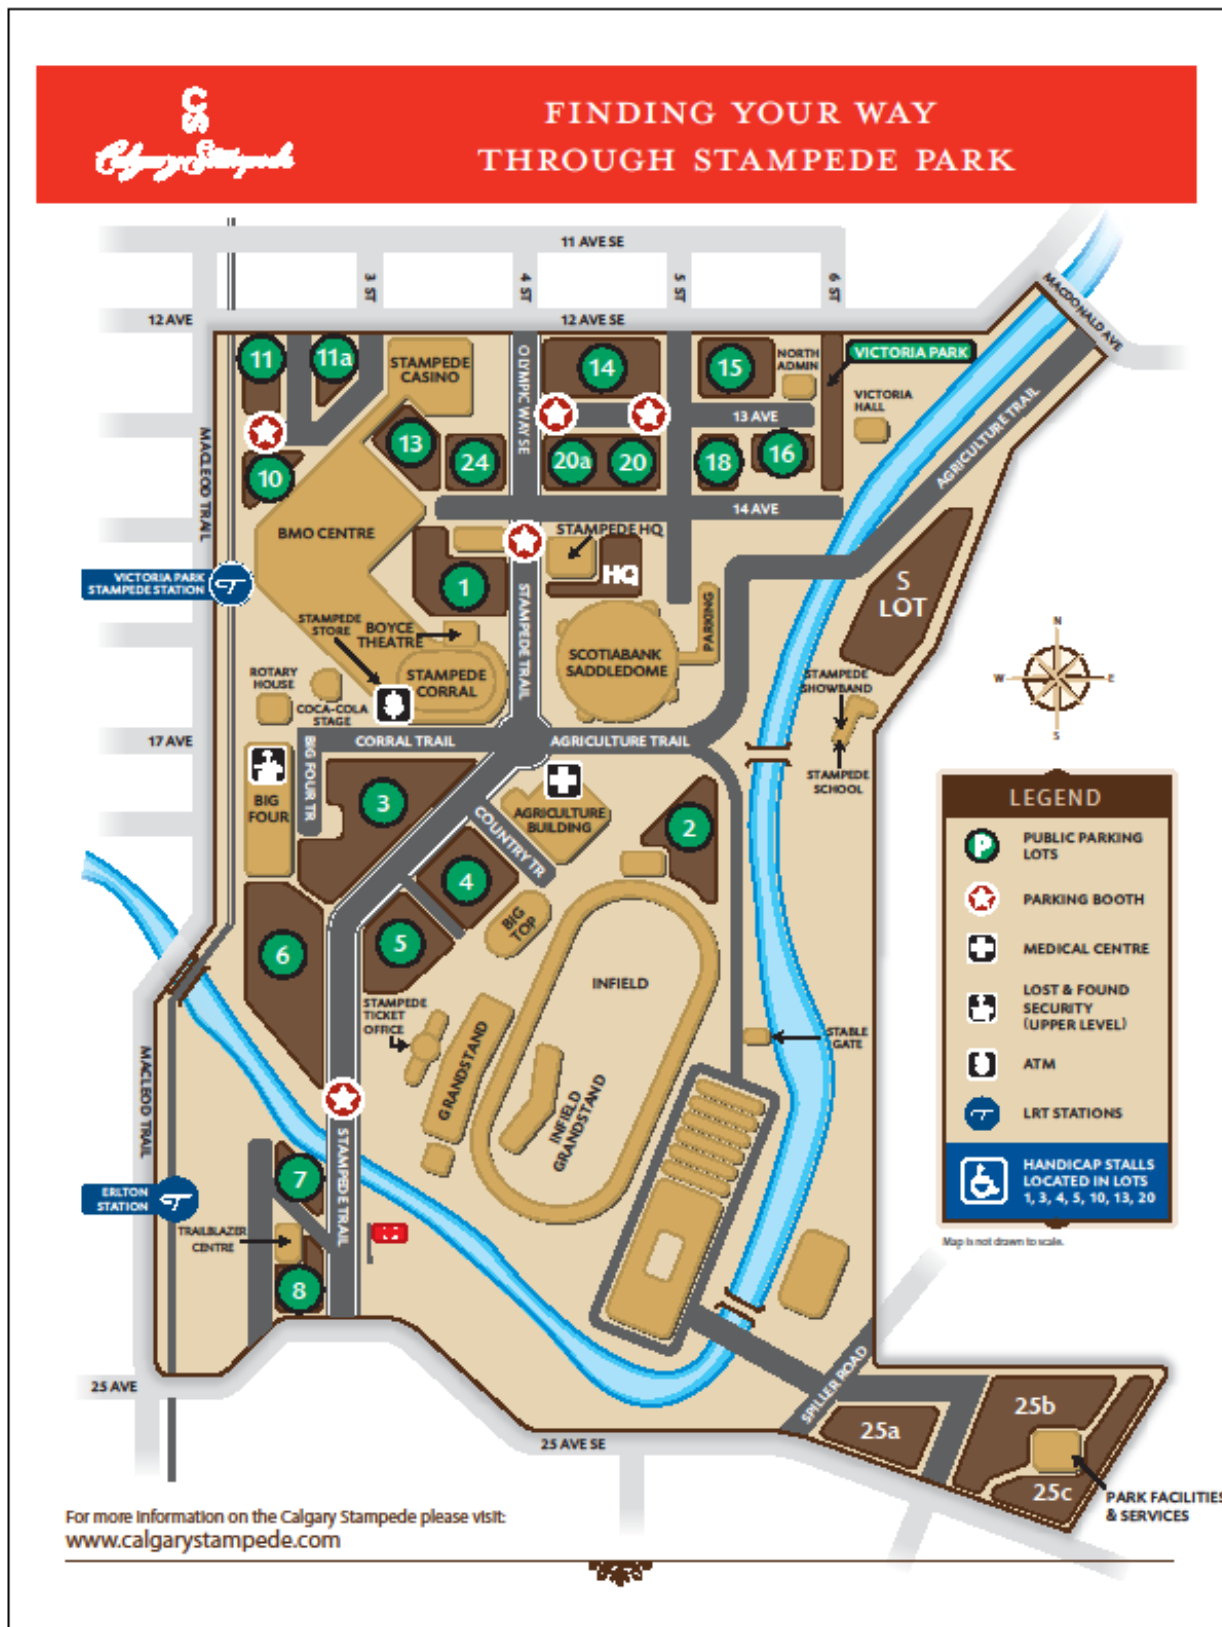 CS
Calgary Stampede
FINDING YOUR WAY
THROUGH STAMPEDE PARK
11 AVE SE
3 ST
4 ST
5 ST
6 ST
MACDONALD AVE
12 AVE
12 AVE SE
11
11a
STAMPEDE
CASINO
OLYMPIC WAY SE
14
15
NORTH
ADMIN
VICTORIA PARK
VICTORIA
HALL
13 AVE
AGRICULTURE TRAIL
MACLEOD TRAIL
10
13
24
20a
20
18
16
14 AVE
BMO CENTRE
STAMPEDE HQ
HQ
VICTORIA PARK
STAMPEDE STATION
1
S
LOT
STAMPEDE
STORE
BOYCE
THEATRE
STAMPEDE TRAIL
PARKING
SCOTIABANK
SADDLEDOME
ROTARY
HOUSE
STAMPEDE
CORRAL
COCA-COLA
STAGE
STAMPEDE
SHOWBAND
N
W
E
S
17 AVE
CORRAL TRAIL
AGRICULTURE TRAIL
BIG FOUR TR
STAMPEDE
SCHOOL
BIG
FOUR
3
AGRICULTURE
BUILDING
COUNTRY TR
2
4
BIG
TOP
5
6
INFIELD
STAMPEDE
TICKET
OFFICE
GRANDSTAND
STABLE
GATE
INFIELD
GRANDSTAND
MACLEOD TRAIL
STAMPEDE TRAIL
7
ERLTON
STATION
TRAILBLAZER
CENTRE
8
LEGEND
P
PUBLIC PARKING
LOTS
PARKING BOOTH
MEDICAL CENTRE
LOST & FOUND
SECURITY
(UPPER LEVEL)
ATM
LRT STATIONS
HANDICAP STALLS
LOCATED IN LOTS
1, 3, 4, 5, 10, 13, 20
Map is not drawn to scale.
25 AVE
SPILLER ROAD
25a
25b
25c
25 AVE SE
PARK FACILITIES
& SERVICES
For more information on the Calgary Stampede please visit:
www.calgarystampede.com